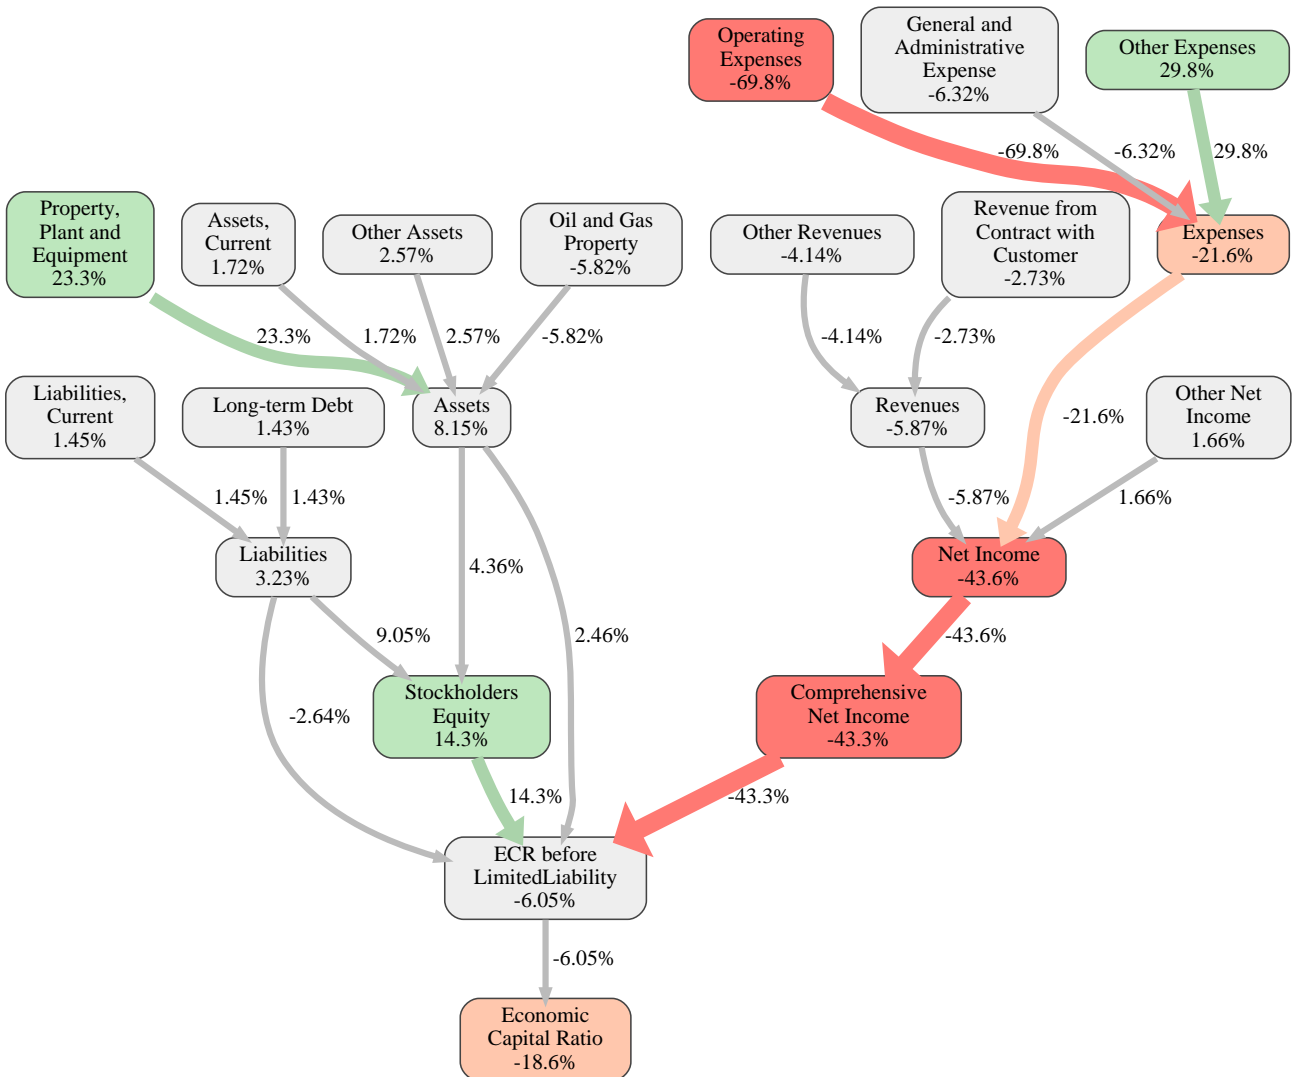 Operating
Expenses
-69.8%
General and
Administrative
Expense
-6.32%
Other Expenses
29.8%
-69.8%
-6.32%
29.8%
Property,
Plant and
Equipment
23.3%
Assets,
Current
1.72%
Other Assets
2.57%
Oil and Gas
Property
-5.82%
Other Revenues
-4.14%
Revenue from
Contract with
Customer
-2.73%
Expenses
-21.6%
23.3%
1.72%
2.57%
-5.82%
-4.14%
-2.73%
Liabilities,
Current
1.45%
Long-term Debt
1.43%
Assets
8.15%
Revenues
-5.87%
-21.6%
Other Net
Income
1.66%
1.45%
1.43%
-5.87%
1.66%
Liabilities
3.23%
4.36%
Net Income
-43.6%
9.05%
2.46%
-43.6%
-2.64%
Stockholders
Equity
14.3%
Comprehensive
Net Income
-43.3%
14.3%
-43.3%
ECR before
LimitedLiability
-6.05%
-6.05%
Economic
Capital Ratio
-18.6%